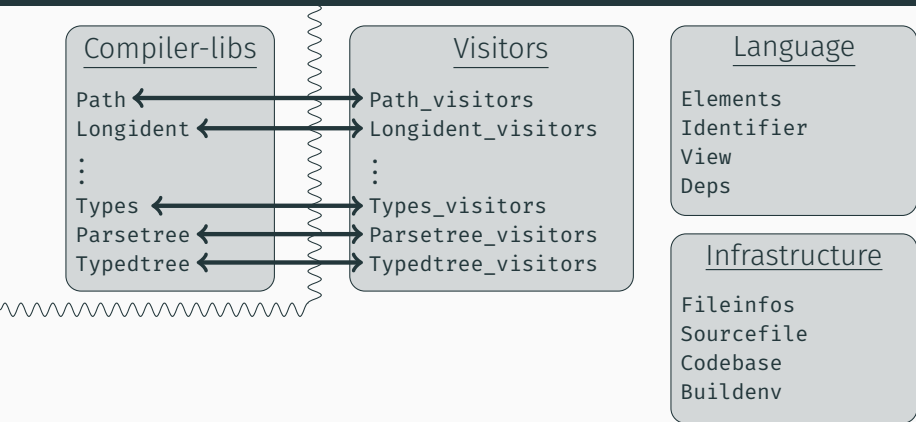 Compiler-libs
Path
Longident
⋮
Types
Parsetree
Typedtree
Visitors
Path_visitors
Longident_visitors
⋮
Types_visitors
Parsetree_visitors
Typedtree_visitors
Language
Elements
Identifier
View
Deps
Infrastructure
Fileinfos
Sourcefile
Codebase
Buildenv